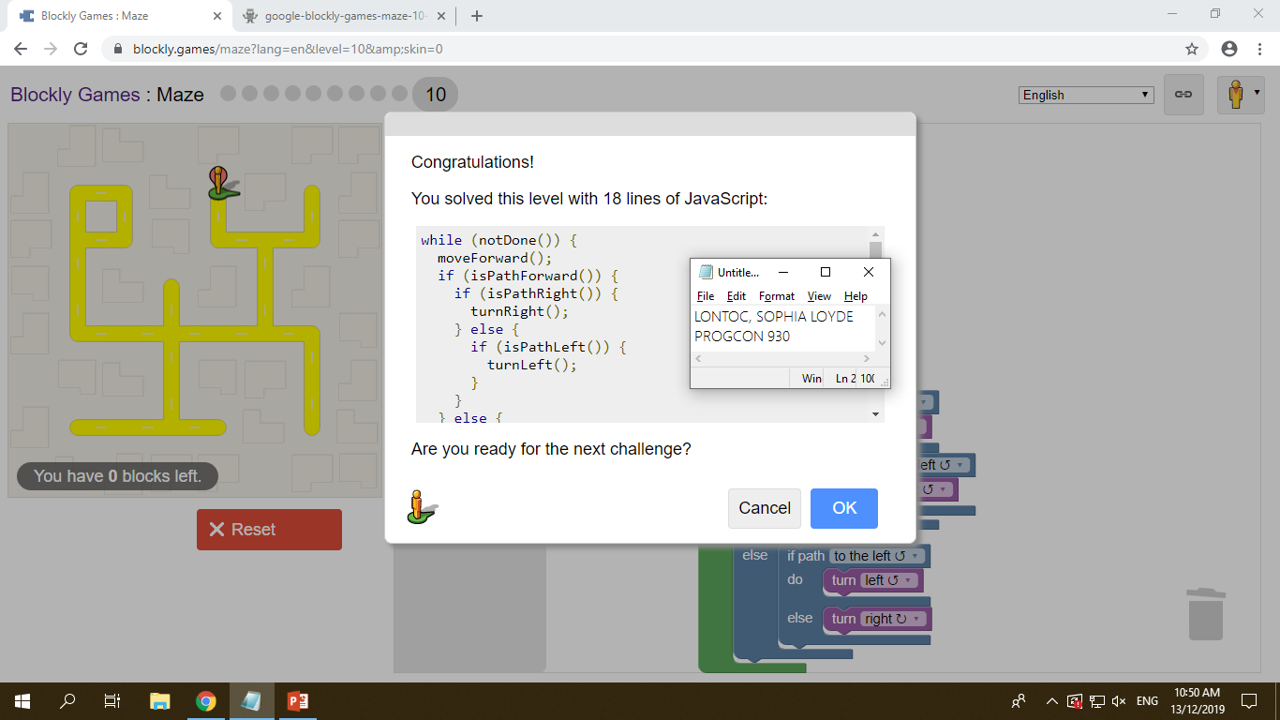 Blockly Games : Maze
google-blockly-games-maze-10-
blockly.games/maze?lang=en&level=10&amp;skin=0
Blockly Games : Maze
10
English
Congratulations!
You solved this level with 18 lines of JavaScript:
while (notDone()) {
moveForward();
if (isPathForward()) {
if (isPathRight()) {
turnRight();
} else {
if (isPathLeft()) {
turnLeft();
}
}
} else {
Untitle...
File Edit Format View Help
LONTOC, SOPHIA LOYDE
PROGCON 930
Win Ln 2 100
Are you ready for the next challenge?
Cancel OK
You have 0 blocks left.
Reset
eft ↺
↺
else if path to the left ↺
do turn left ↺
else turn right ↻
ENG
10:50 AM
13/12/2019